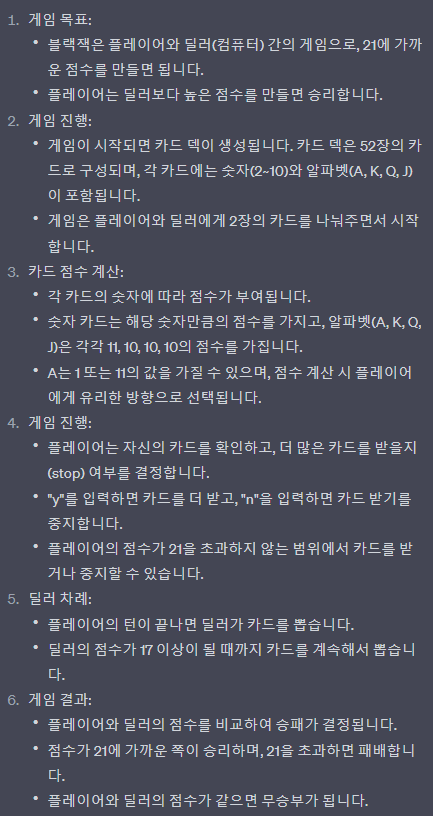 1. 게임 목표:
• 블랙잭은 플레이어와 딜러(컴퓨터) 간의 게임으로, 21에 가까
운 점수를 만들면 됩니다.
• 플레이어는 딜러보다 높은 점수를 만들면 승리합니다.
2. 게임 진행:
• 게임이 시작되면 카드 덱이 생성됩니다. 카드 덱은 52장의 카
드로 구성되며, 각 카드에는 숫자(2~10)와 알파벳(A, K, Q, J)
이 포함됩니다.
• 게임은 플레이어와 딜러에게 2장의 카드를 나눠주면서 시작
합니다.
3. 카드 점수 계산:
• 각 카드의 숫자에 따라 점수가 부여됩니다.
• 숫자 카드는 해당 숫자만큼의 점수를 가지고, 알파벳(A, K, Q,
J)은 각각 11, 10, 10, 10의 점수를 가집니다.
• A는 1 또는 11의 값을 가질 수 있으며, 점수 계산 시 플레이어
에게 유리한 방향으로 선택됩니다.
4. 게임 진행:
• 플레이어는 자신의 카드를 확인하고, 더 많은 카드를 받을지
(stop) 여부를 결정합니다.
• "y"를 입력하면 카드를 더 받고, "n"을 입력하면 카드 받기를
중지합니다.
• 플레이어의 점수가 21을 초과하지 않는 범위에서 카드를 받
거나 중지할 수 있습니다.
5. 딜러 차례:
• 플레이어의 턴이 끝나면 딜러가 카드를 뽑습니다.
• 딜러의 점수가 17 이상이 될 때까지 카드를 계속해서 뽑습니
다.
6. 게임 결과:
• 플레이어와 딜러의 점수를 비교하여 승패가 결정됩니다.
• 점수가 21에 가까운 쪽이 승리하며, 21을 초과하면 패배합니
다.
• 플레이어와 딜러의 점수가 같으면 무승부가 됩니다.